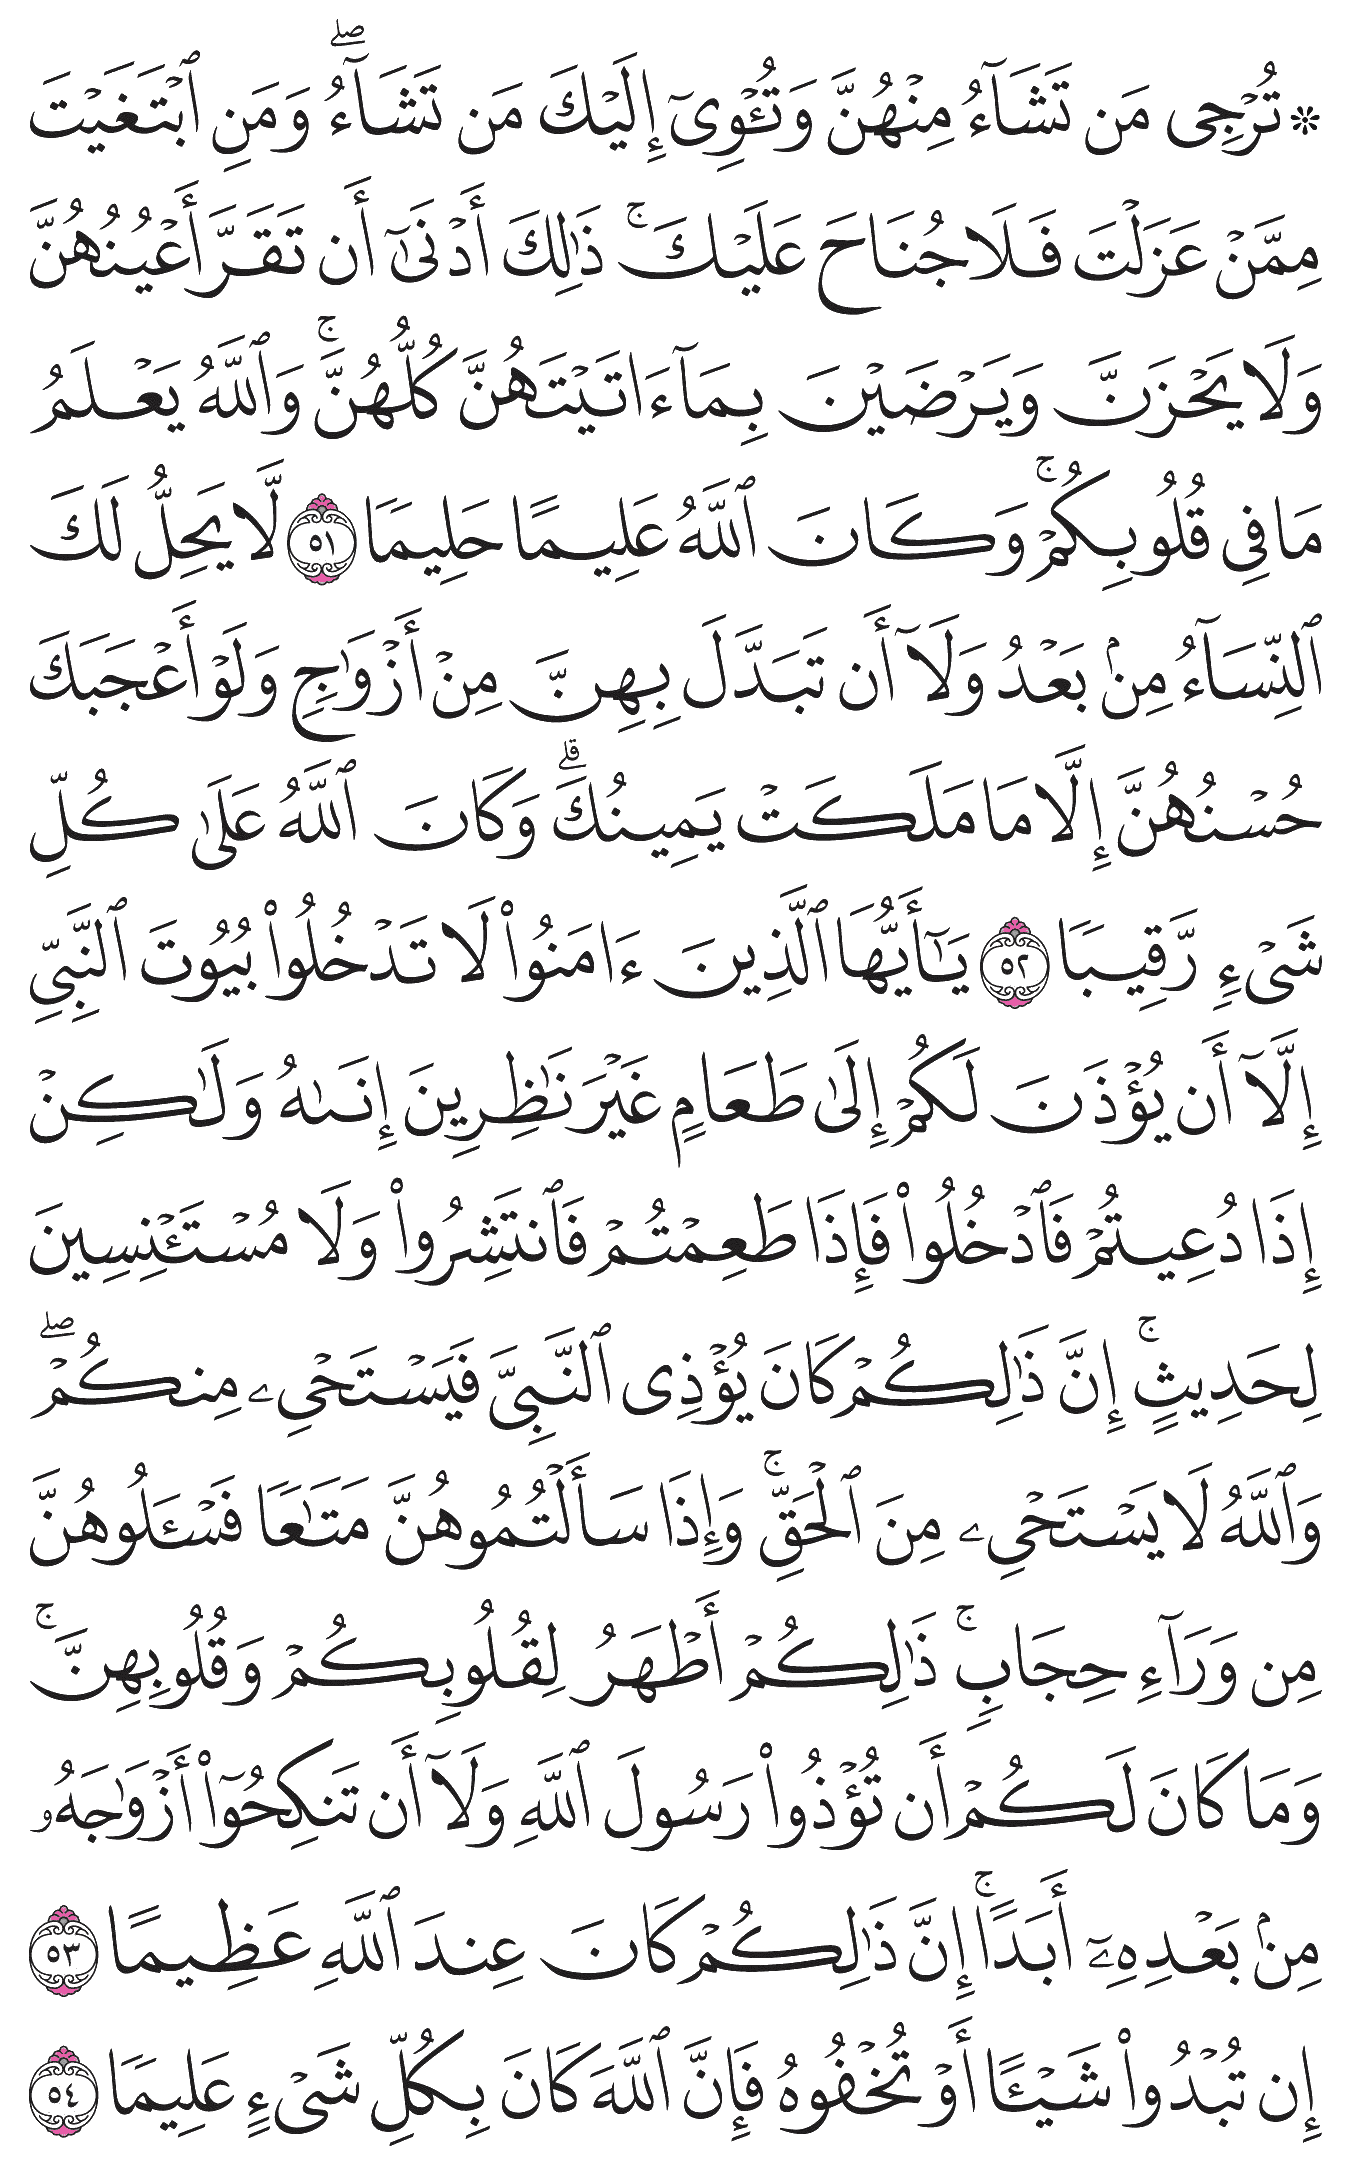 ۞ تُرْجِى مَن تَشَآءُ مِنْهُنَّ وَتُـْٔوِىٓ إِلَيْكَ مَن تَشَآءُ ۖ وَمَنِ ٱبْتَغَيْتَ
مِمَّنْ عَزَلْتَ فَلَا جُنَاحَ عَلَيْكَ ۚ ذَٰلِكَ أَدْنَىٰٓ أَن تَقَرَّ أَعْيُنُهُنَّ
وَلَا يَحْزَنَّ وَيَرْضَيْنَ بِمَآ ءَاتَيْتَهُنَّ كُلُّهُنَّ ۚ وَٱللَّهُ يَعْلَمُ
مَا فِى قُلُوبِكُمْ ۚ وَكَانَ ٱللَّهُ عَلِيمًا حَلِيمًا ٥١ لَّا يَحِلُّ لَكَ
ٱلنِّسَآءُ مِنۢ بَعْدُ وَلَآ أَن تَبَدَّلَ بِهِنَّ مِنْ أَزْوَٰجٍ وَلَوْ أَعْجَبَكَ
حُسْنُهُنَّ إِلَّا مَا مَلَكَتْ يَمِينُكَ ۗ وَكَانَ ٱللَّهُ عَلَىٰ كُلِّ
شَىْءٍ رَّقِيبًا ٥٢ يَـٰٓأَيُّهَا ٱلَّذِينَ ءَامَنُوا۟ لَا تَدْخُلُوا۟ بُيُوتَ ٱلنَّبِىِّ
إِلَّآ أَن يُؤْذَنَ لَكُمْ إِلَىٰ طَعَامٍ غَيْرَ نَـٰظِرِينَ إِنَىٰهُ وَلَـٰكِنْ
إِذَا دُعِيتُمْ فَٱدْخُلُوا۟ فَإِذَا طَعِمْتُمْ فَٱنتَشِرُوا۟ وَلَا مُسْتَـْٔنِسِينَ
لِحَدِيثٍ ۚ إِنَّ ذَٰلِكُمْ كَانَ يُؤْذِى ٱلنَّبِىَّ فَيَسْتَحْىِۦ مِنكُمْ ۖ
وَٱللَّهُ لَا يَسْتَحْىِۦ مِنَ ٱلْحَقِّ ۚ وَإِذَا سَأَلْتُمُوهُنَّ مَتَـٰعًا فَسْـَٔلُوهُنَّ
مِن وَرَآءِ حِجَابٍ ۚ ذَٰلِكُمْ أَطْهَرُ لِقُلُوبِكُمْ وَقُلُوبِهِنَّ ۚ
وَمَا كَانَ لَكُمْ أَن تُؤْذُوا۟ رَسُولَ ٱللَّهِ وَلَآ أَن تَنكِحُوٓا۟ أَزْوَٰجَهُۥ
مِنۢ بَعْدِهِۦٓ أَبَدًا ۚ إِنَّ ذَٰلِكُمْ كَانَ عِندَ ٱللَّهِ عَظِيمًا ٥٣
إِن تُبْدُوا۟ شَيْـًٔا أَوْ تُخْفُوهُ فَإِنَّ ٱللَّهَ كَانَ بِكُلِّ شَىْءٍ عَلِيمًا ٥٤